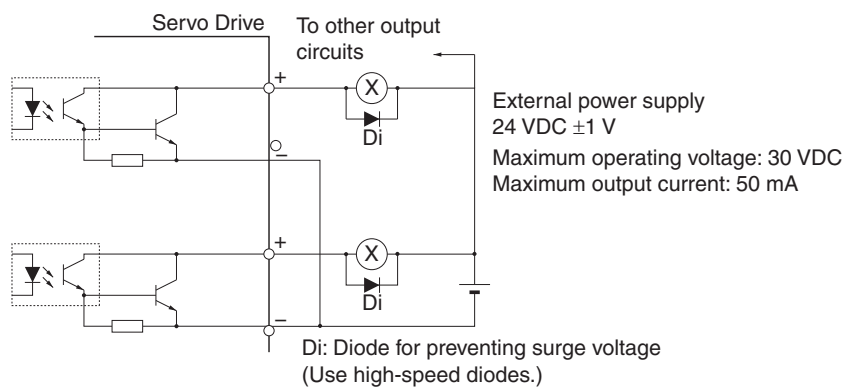 Servo Drive
To other output
circuits
+
X
Di
−
External power supply
24 VDC ±1 V
Maximum operating voltage: 30 VDC
Maximum output current: 50 mA
+
X
Di
−
Di: Diode for preventing surge voltage
(Use high-speed diodes.)